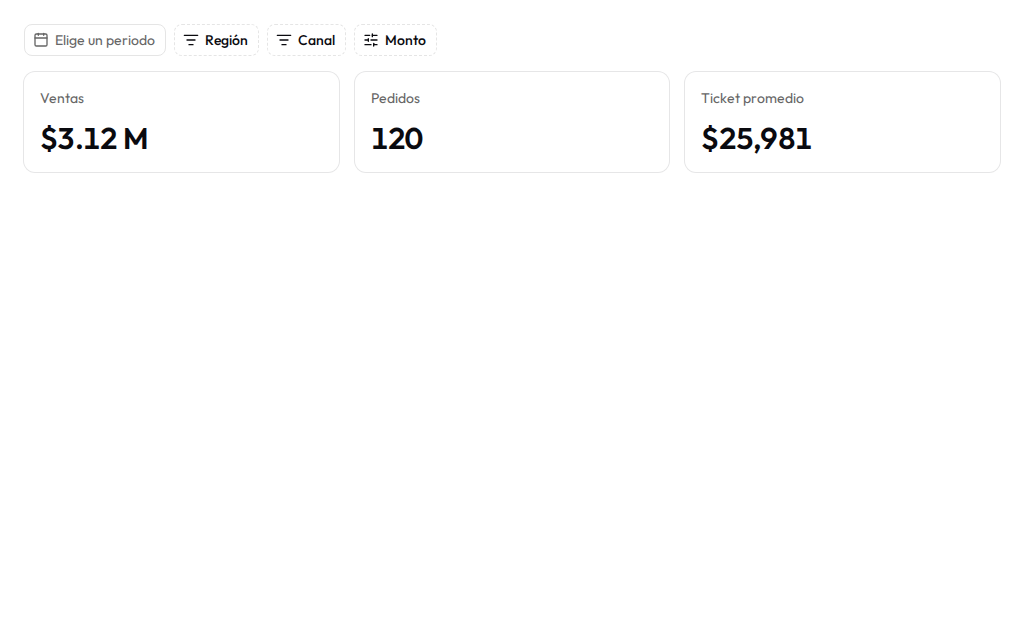 Elige un periodo Región Canal Monto
Ventas Pedidos Ticket promedio
$3.12 M 120 $25,981